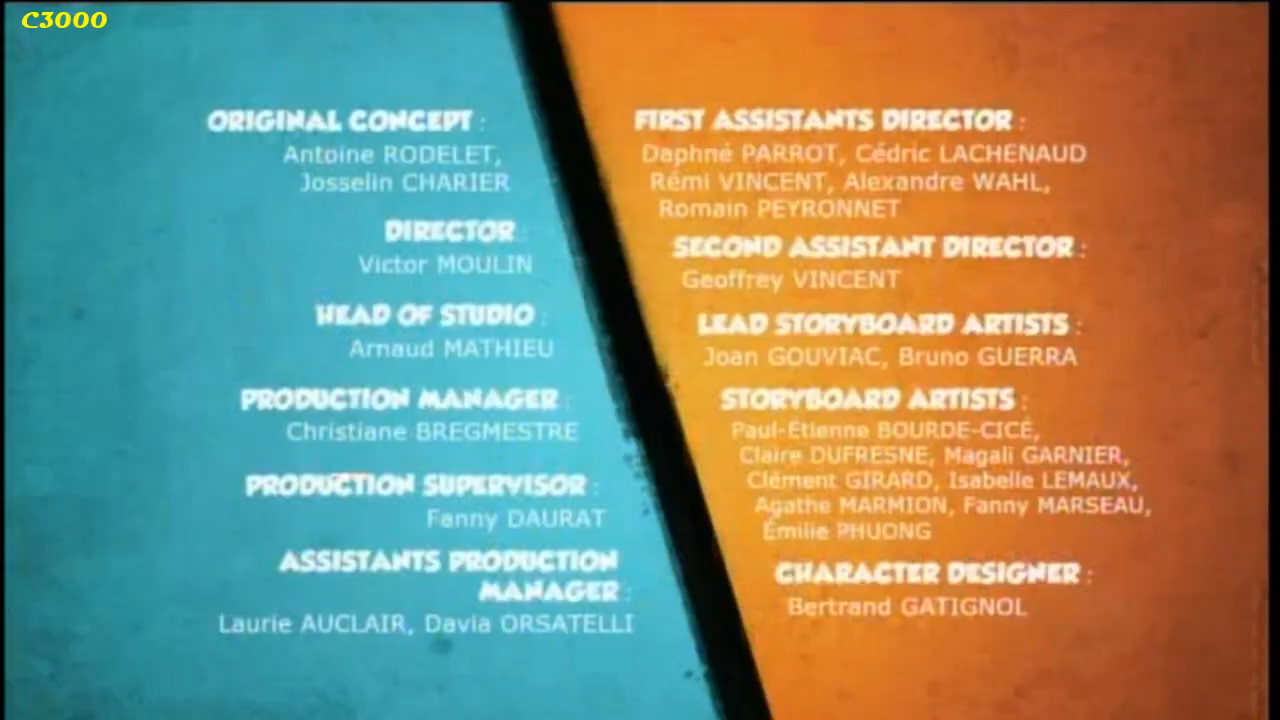 C3000
ORIGINAL CONCEPT :
Antoine RODELET,
Josselin CHARIER
DIRECTOR :
Victor MOULIN
HEAD OF STUDIO :
Arnaud MATHIEU
PRODUCTION MANAGER :
Christiane BREGMESTRE
PRODUCTION SUPERVISOR :
Fanny DAURAT
ASSISTANTS PRODUCTION
MANAGER :
Laurie AUCLAIR, Davia ORSATELLI
FIRST ASSISTANTS DIRECTOR :
Daphné PARROT, Cédric LACHENAUD
Rémi VINCENT, Alexandre WAHL,
Romain PEYRONNET
SECOND ASSISTANT DIRECTOR :
Geoffrey VINCENT
LEAD STORYBOARD ARTISTS :
Joan GOUVIAC, Bruno GUERRA
STORYBOARD ARTISTS :
Paul-Étienne BOURDE-CICÉ,
Claire DUFRESNE, Magali GARNIER,
Clément GIRARD, Isabelle LEMAUX,
Agathe MARMION, Fanny MARSEAU,
Émilie PHUONG
CHARACTER DESIGNER :
Bertrand GATIGNOL